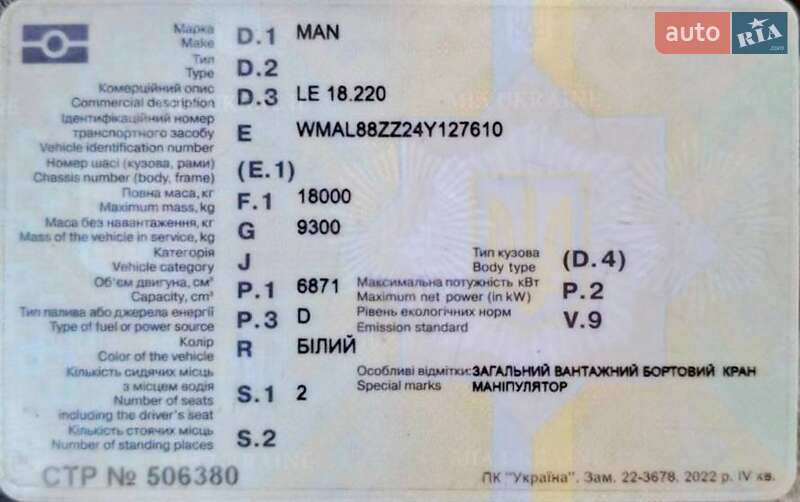 auto RIA .com
Марка
Make D.1 MAN
Тип
Type D.2
Комерційний опис
Commercial description D.3 LE 18.220
Ідентифікаційний номер
транспортного засобу
Vehicle identification number E WMAL88ZZ24Y127610
Номер шасі (кузова, рами)
Chassis number (body, frame) (E.1)
Повна маса, кг
Maximum mass, kg F.1 18000
Маса без навантаження, кг
Mass of the vehicle in service, kg G 9300
Категорія
Vehicle category J
Тип кузова
Body type (D.4)
Об'єм двигуна, см³
Capacity, cm³ P.1 6871
Максимальна потужність кВт
Maximum net power (in kW) P.2
Тип палива або джерела енергії
Type of fuel or power source P.3 D
Рівень екологічних норм
Emission standard V.9
Колір
Color of the vehicle R БІЛИЙ
Особливі відмітки: ЗАГАЛЬНИЙ ВАНТАЖНИЙ БОРТОВИЙ КРАН
Special marks МАНІПУЛЯТОР
Кількість сидячих місць
з місцем водія
Number of seats
including the driver's seat S.1 2
Кількість стоячих місць
Number of standing places S.2
СТР № 506380
ПК "Україна". Зам. 22-3678. 2022 р. IV кв.